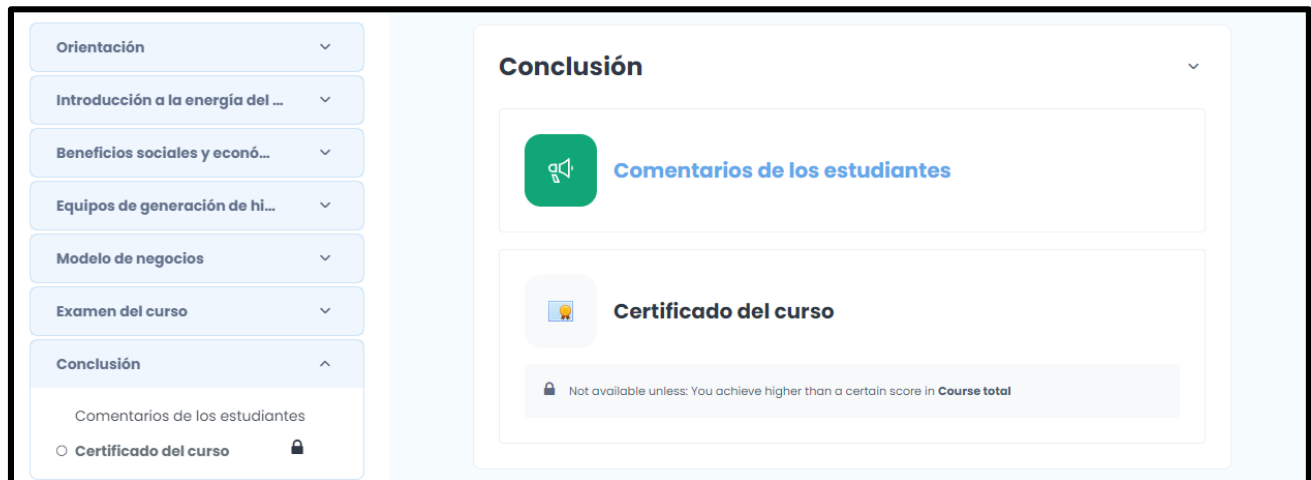 Orientación
Introducción a la energía del ...
Beneficios sociales y econó...
Equipos de generación de hi...
Modelo de negocios
Examen del curso
Conclusión
Comentarios de los estudiantes
Certificado del curso
Conclusión
Comentarios de los estudiantes
Certificado del curso
Not available unless: You achieve higher than a certain score in Course total